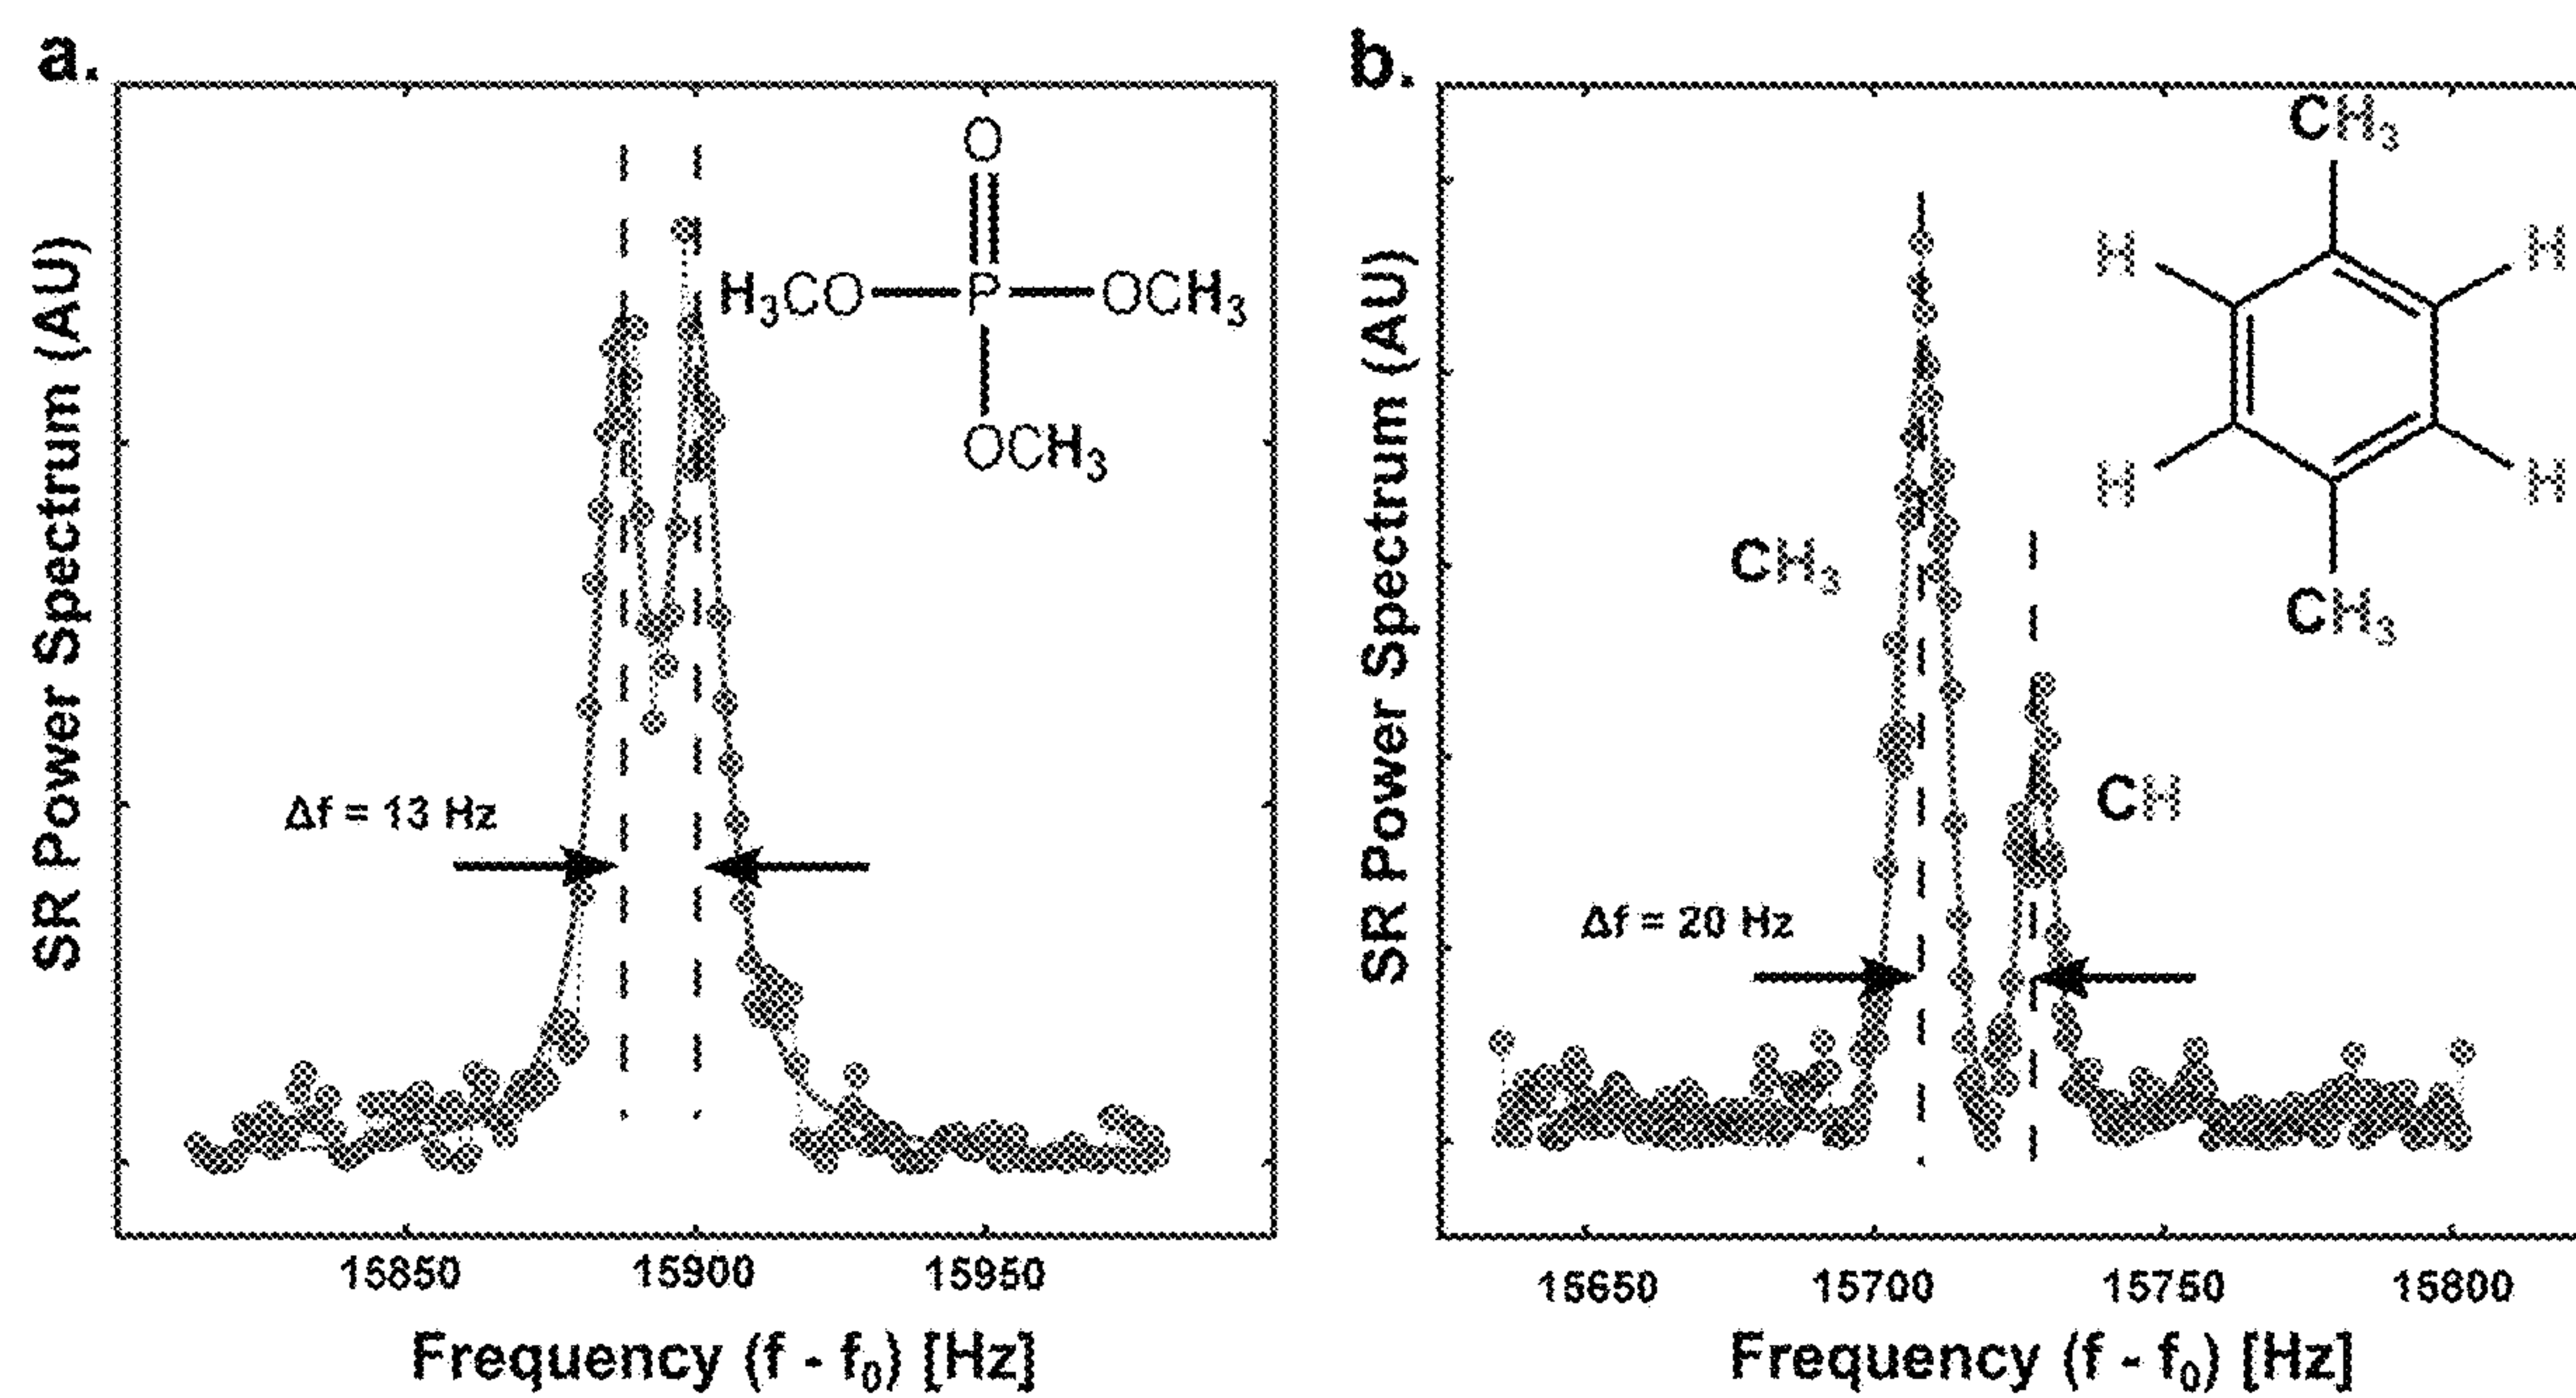 a.
SR Power Spectrum (AU)
O
H₃CO
P
OCH₃
OCH₃
Δf = 13 Hz
15850
15900
15950
Frequency (f - f₀) [Hz]
b.
SR Power Spectrum (AU)
CH₃
H
H
H
H
CH₃
CH₃
CH
Δf = 20 Hz
15650
15700
15750
15800
Frequency (f - f₀) [Hz]